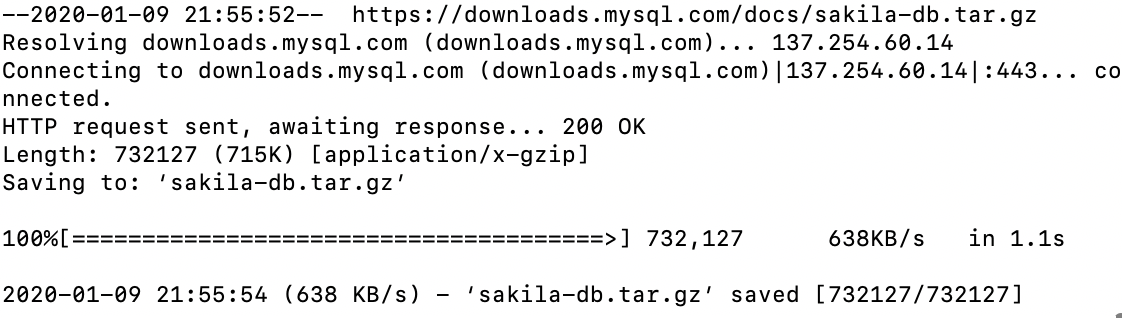 --2020-01-09 21:55:52--  https://downloads.mysql.com/docs/sakila-db.tar.gz
Resolving downloads.mysql.com (downloads.mysql.com)... 137.254.60.14
Connecting to downloads.mysql.com (downloads.mysql.com)|137.254.60.14|:443... co
nnected.
HTTP request sent, awaiting response... 200 OK
Length: 732127 (715K) [application/x-gzip]
Saving to: ‘sakila-db.tar.gz’
100%[======================================>] 732,127      638KB/s   in 1.1s
2020-01-09 21:55:54 (638 KB/s) - ‘sakila-db.tar.gz’ saved [732127/732127]